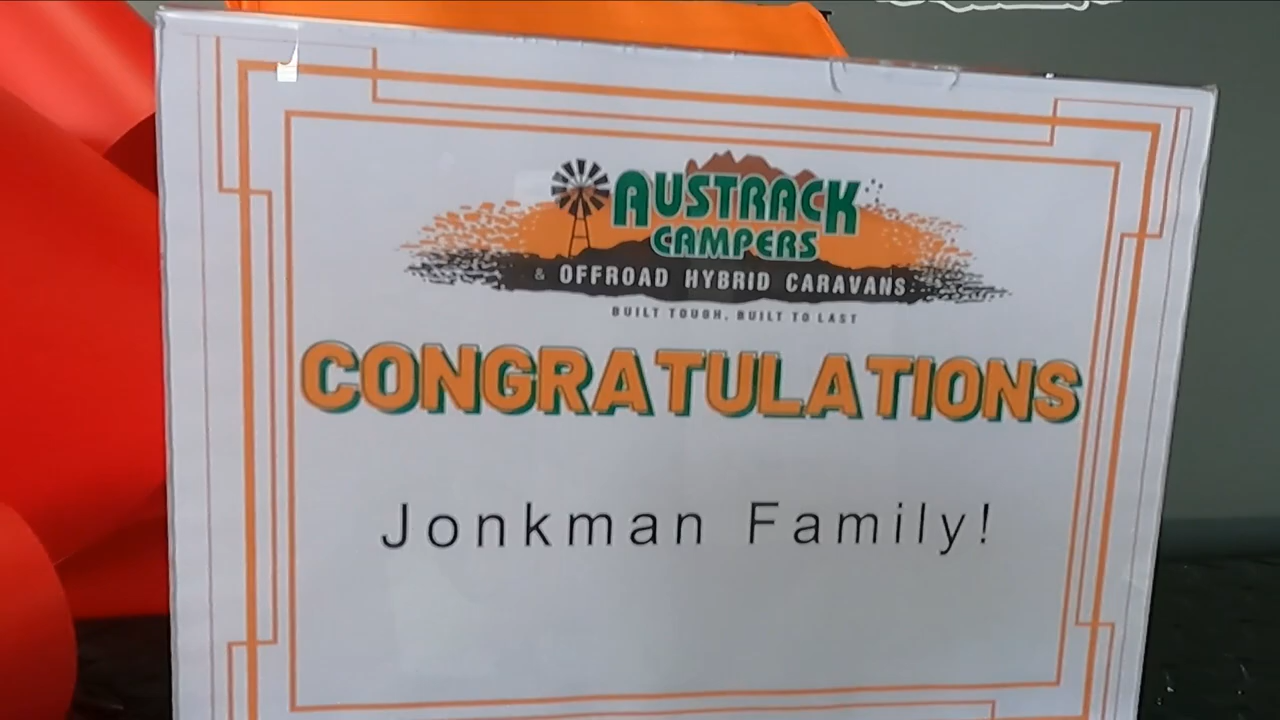 AUSTRACK
CAMPERS
& OFFROAD HYBRID CARAVANS
BUILT TOUGH, BUILT TO LAST
CONGRATULATIONS
Jonkman Family!